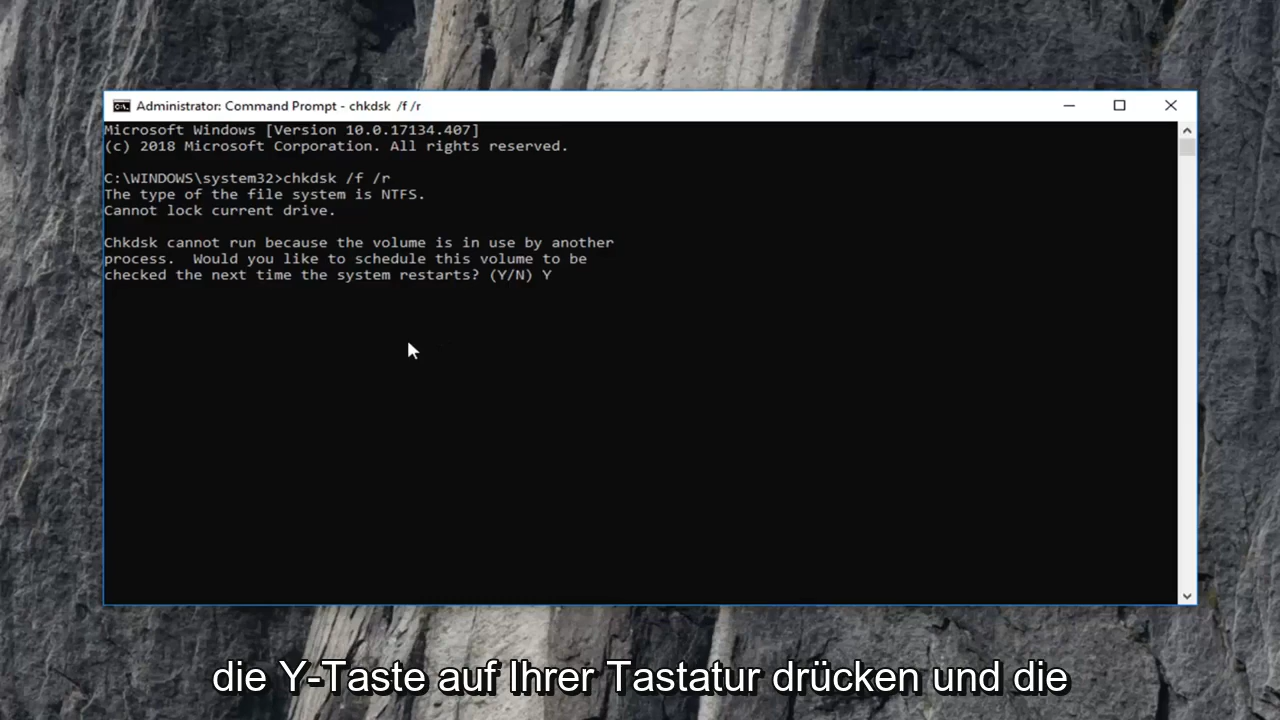 Administrator: Command Prompt - chkdsk  /f /r
Microsoft Windows [Version 10.0.17134.407]
(c) 2018 Microsoft Corporation. All rights reserved.
C:\WINDOWS\system32>chkdsk /f /r
The type of the file system is NTFS.
Cannot lock current drive.
Chkdsk cannot run because the volume is in use by another
process.  Would you like to schedule this volume to be
checked the next time the system restarts? (Y/N) Y
die Y-Taste auf Ihrer Tastatur drücken und die